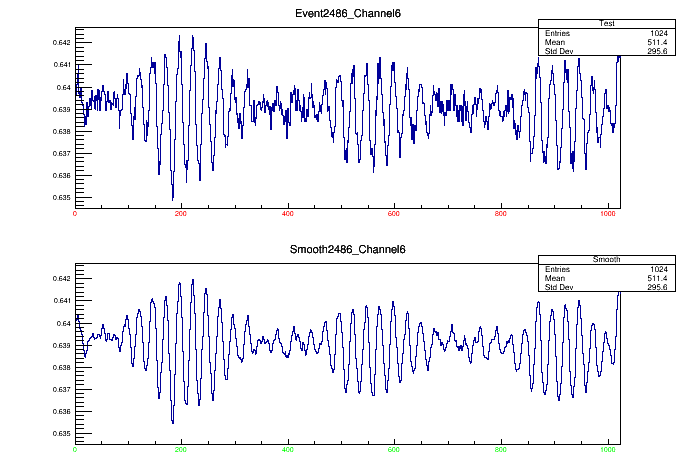 Event2486_Channel6
Test
Entries 1024
Mean 511.4
Std Dev 295.6
0.642
0.641
0.64
0.639
0.638
0.637
0.636
0.635
0 200 400 600 800 1000
Smooth2486_Channel6
Smooth
Entries 1024
Mean 511.4
Std Dev 295.6
0.642
0.641
0.64
0.639
0.638
0.637
0.636
0.635
0 200 400 600 800 1000